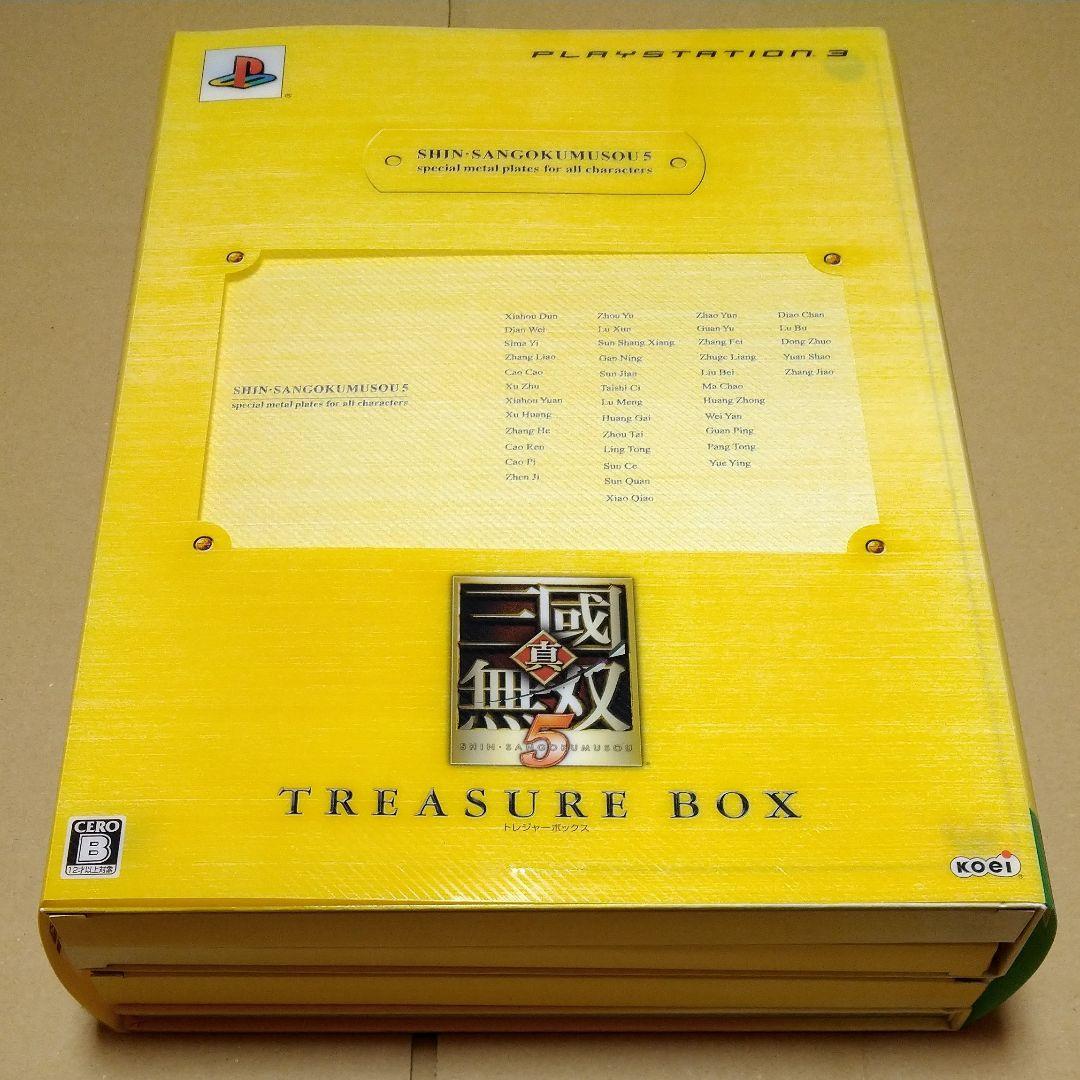 PLAYSTATION 3
SHIN·SANGOKUMUSOU 5
special metal plates for all characters
SHIN·SANGOKUMUSOU 5
special metal plates for all characters
Xiahou Dun
Dian Wei
Sima Yi
Zhang Liao
Cao Cao
Xu Zhu
Xiahou Yuan
Xu Huang
Zhang He
Cao Ren
Cao Pi
Zhen Ji
Zhou Yu
Lu Xun
Sun Shang Xiang
Gan Ning
Sun Jian
Taishi Ci
Lu Meng
Huang Gai
Zhou Tai
Ling Tong
Sun Ce
Sun Quan
Xiao Qiao
Zhao Yun
Guan Yu
Zhang Fei
Zhuge Liang
Liu Bei
Ma Chao
Huang Zhong
Wei Yan
Guan Ping
Pang Tong
Yue Ying
Diao Chan
Lu Bu
Dong Zhuo
Yuan Shao
Zhang Jiao
三國
真
無双
5
SHIN·SANGOKUMUSOU
TREASURE BOX
トレジャーボックス
CERO
B
12才以上対象
KOEI